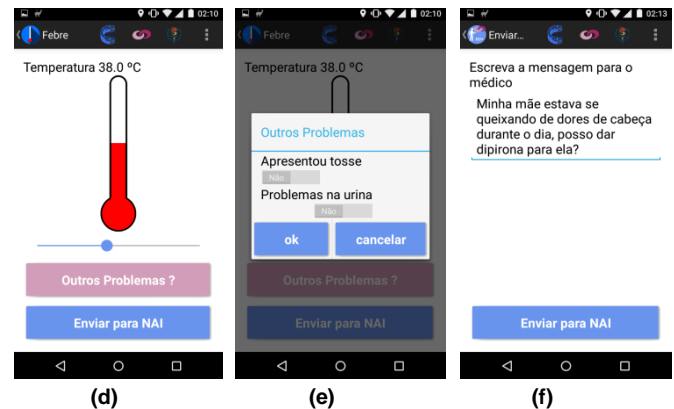 02:10
Febre
Temperatura 38.0 ºC
Outros Problemas ?
Enviar para NAI
(d)
02:10
Febre
Temperatura 38.0 ºC
Outros Problemas
Apresentou tosse
Não
Problemas na urina
Não
ok
cancelar
Outros Problemas ?
Enviar para NAI
(e)
02:13
Enviar...
Escreva a mensagem para o
médico
Minha mãe estava se
queixando de dores de cabeça
durante o dia, posso dar
dipirona para ela?
Enviar para NAI
(f)